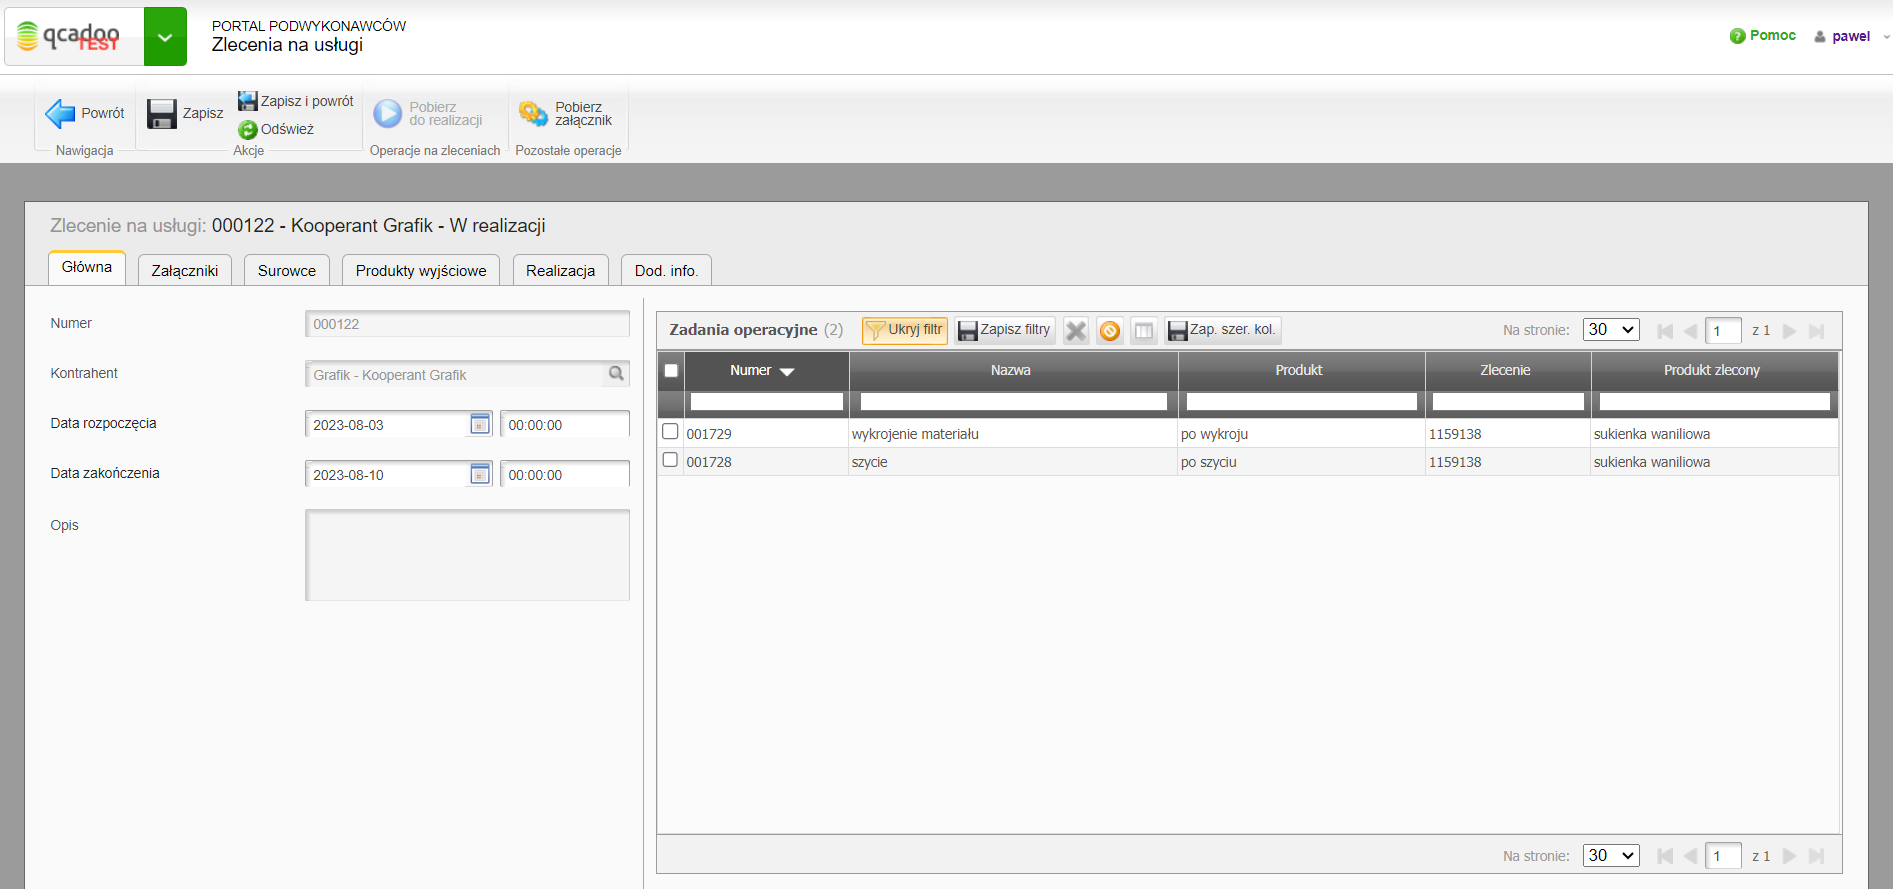 qcadoo
TEST
PORTAL PODWYKONAWCÓW
Zlecenia na usługi
Pomoc
pawel
Powrót
Nawigacja
Zapisz
Zapisz i powrót
Odśwież
Akcje
Pobierz
do realizacji
Operacje na zleceniach
Pobierz
załącznik
Pozostałe operacje
Zlecenie na usługi: 000122 - Kooperant Grafik - W realizacji
Główna
Załączniki
Surowce
Produkty wyjściowe
Realizacja
Dod. info.
Numer
000122
Kontrahent
Grafik - Kooperant Grafik
Data rozpoczęcia
2023-08-03
00:00:00
Data zakończenia
2023-08-10
00:00:00
Opis
Zadania operacyjne (2)
Ukryj filtr
Zapisz filtry
Zap. szer. kol.
Na stronie:
30
1
z 1
Numer
Nazwa
Produkt
Zlecenie
Produkt zlecony
001729 wykrojenie materiału po wykroju 1159138 sukienka waniliowa
001728 szycie po szyciu 1159138 sukienka waniliowa
Na stronie:
30
1
z 1